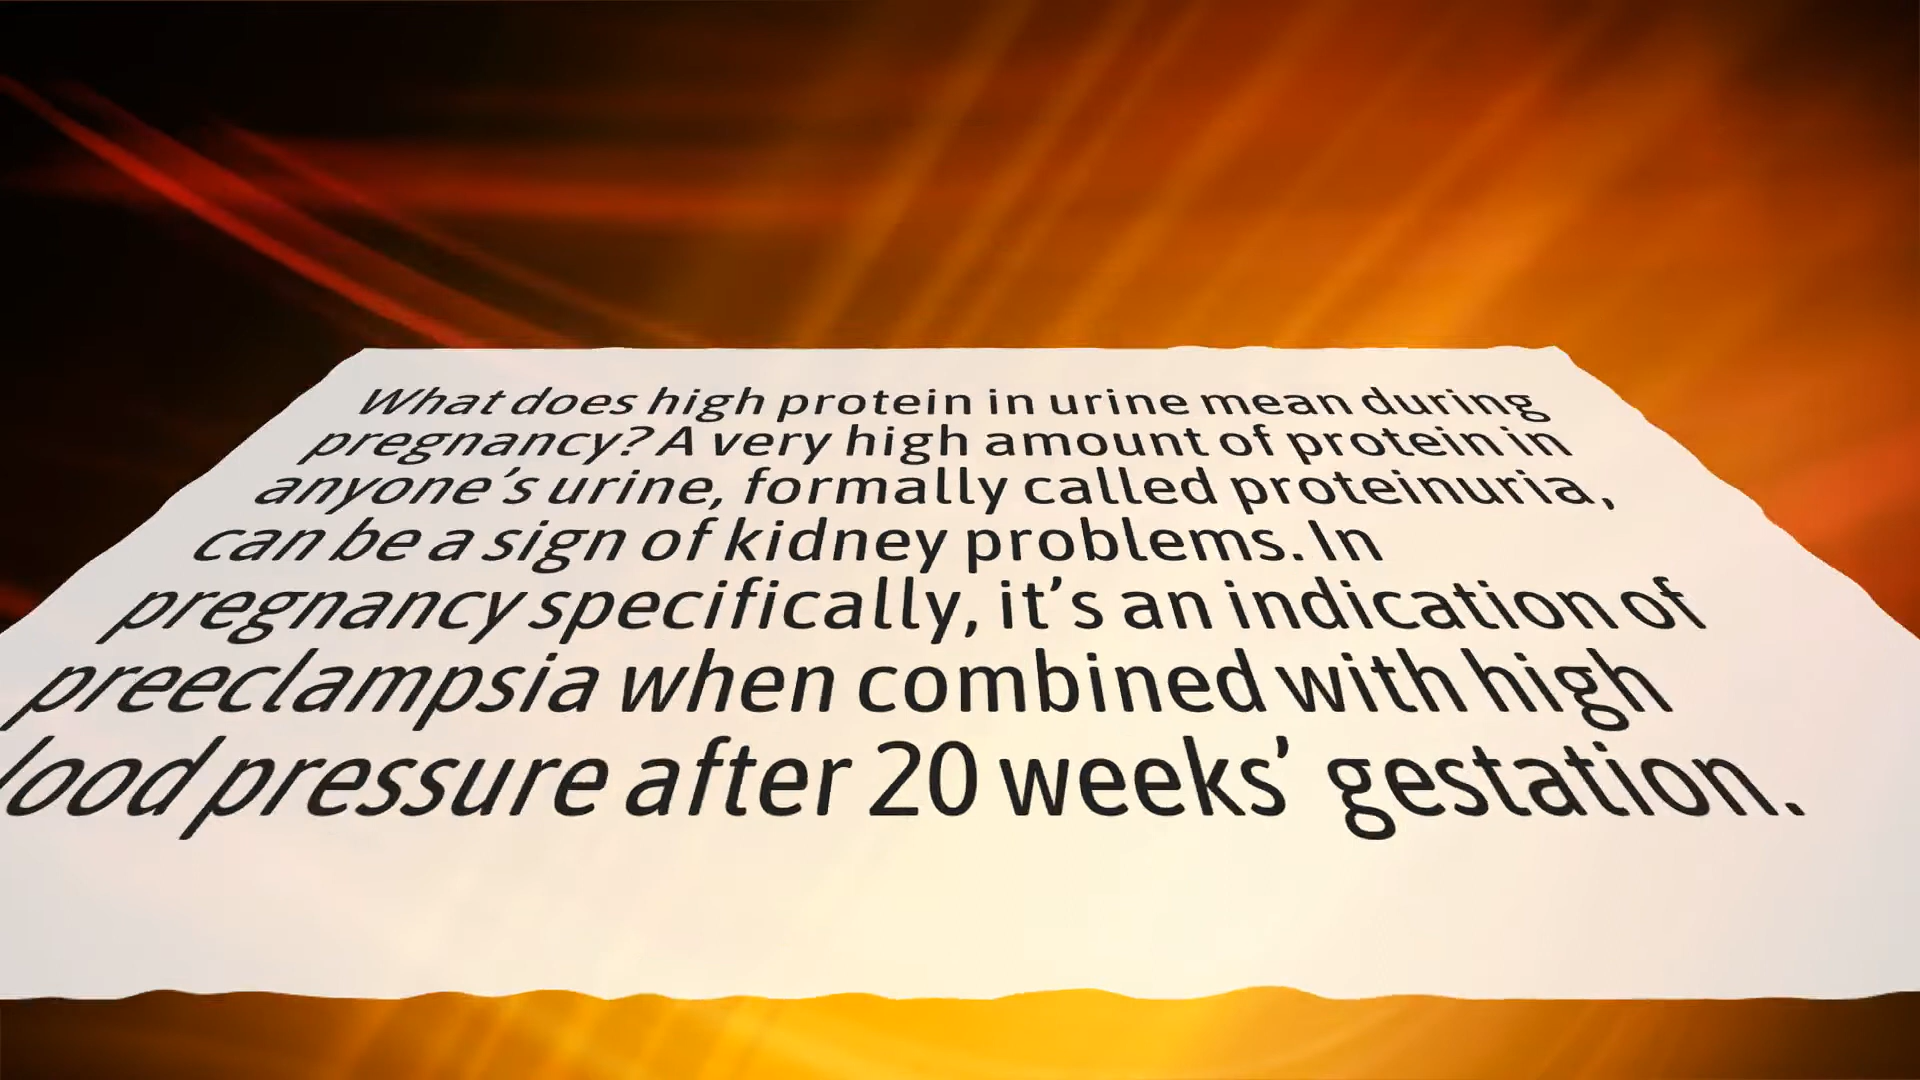 What does high protein in urine mean during
pregnancy? A very high amount of protein in
anyone’s urine, formally called proteinuria,
can be a sign of kidney problems. In
pregnancy specifically, it’s an indication of
preeclampsia when combined with high
pressure after 20 weeks’ gestation.